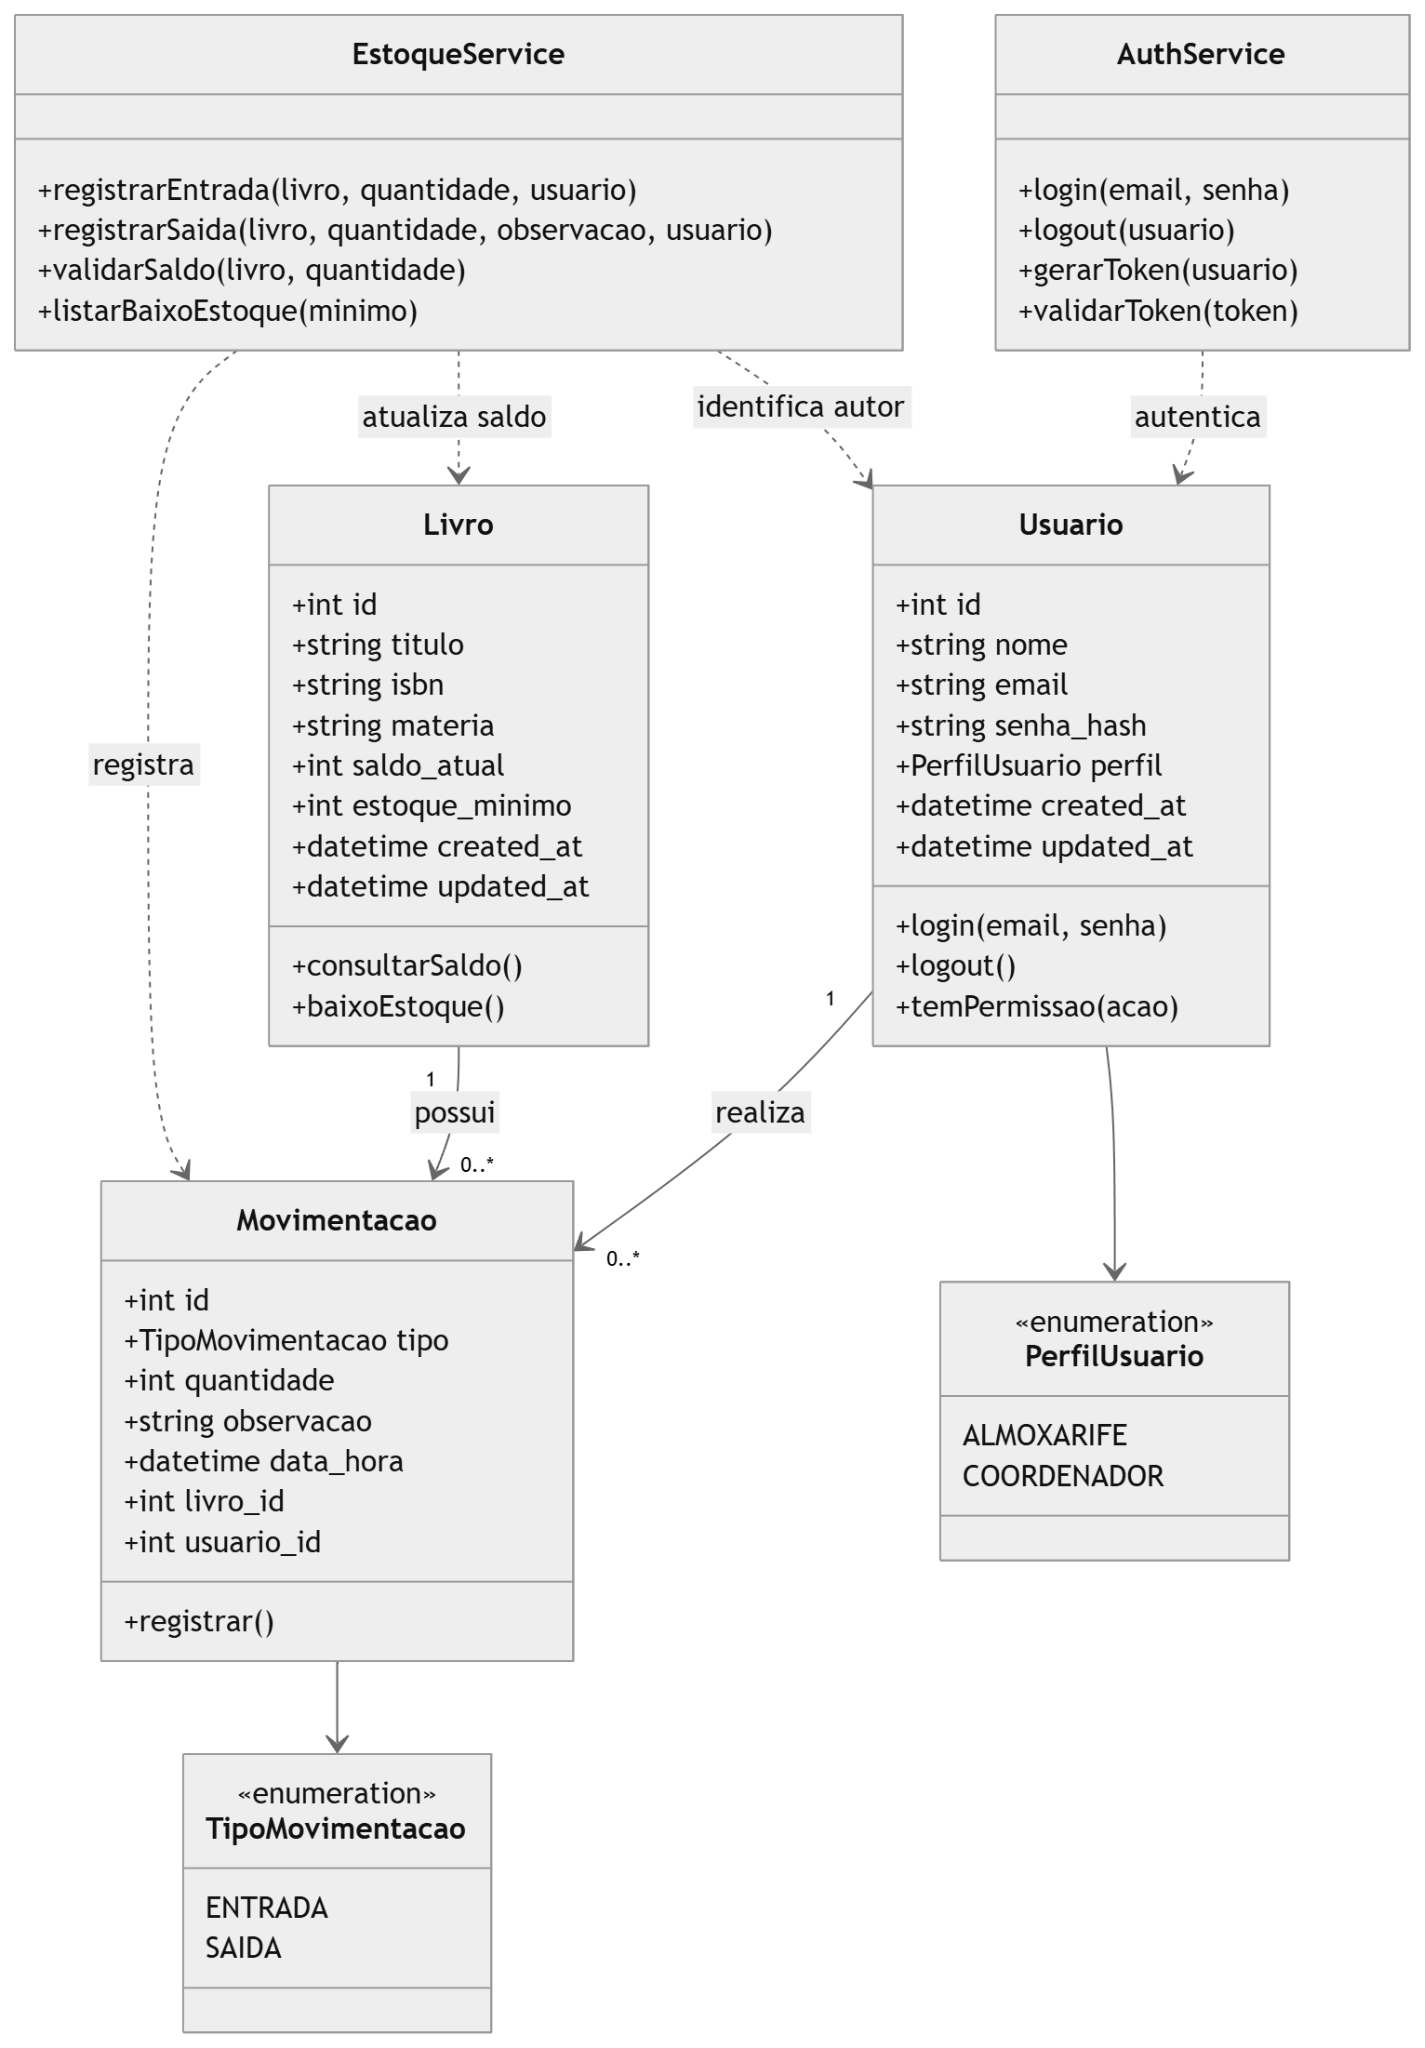 EstoqueService
+registrarEntrada(livro, quantidade, usuario)
+registrarSaida(livro, quantidade, observacao, usuario)
+validarSaldo(livro, quantidade)
+listarBaixoEstoque(minimo)
AuthService
+login(email, senha)
+logout(usuario)
+gerarToken(usuario)
+validarToken(token)
atualiza saldo
identifica autor
autentica
registra
Livro
+int id
+string titulo
+string isbn
+string materia
+int saldo_atual
+int estoque_minimo
+datetime created_at
+datetime updated_at
+consultarSaldo()
+baixoEstoque()
Usuario
+int id
+string nome
+string email
+string senha_hash
+PerfilUsuario perfil
+datetime created_at
+datetime updated_at
+login(email, senha)
+logout()
+temPermissao(acao)
1
possui
0..*
1
realiza
0..*
Movimentacao
+int id
+TipoMovimentacao tipo
+int quantidade
+string observacao
+datetime data_hora
+int livro_id
+int usuario_id
+registrar()
«enumeration»
PerfilUsuario
ALMOXARIFE
COORDENADOR
«enumeration»
TipoMovimentacao
ENTRADA
SAIDA